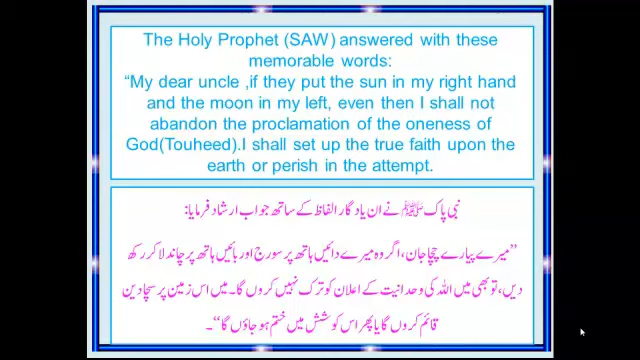 The Holy Prophet (SAW) answered with these
memorable words:
“My dear uncle ,if they put the sun in my right hand
and the moon in my left, even then I shall not
abandon the proclamation of the oneness of
God(Touheed).I shall set up the true faith upon the
earth or perish in the attempt.
نبی پاک ﷺ نے ان یادگار الفاظ کے ساتھ جواب ارشاد فرمایا:
”میرے پیارے چچا جان، اگر وہ میرے دائیں ہاتھ پر سورج اور بائیں ہاتھ پر چاند لا کر رکھ
دیں، تو بھی میں اللہ کی وحدانیت کے اعلان کو ترک نہیں کروں گا۔ میں اس زمین پر سچا دین
قائم کروں گا یا پھر اس کوشش میں ختم ہو جاؤں گا“۔